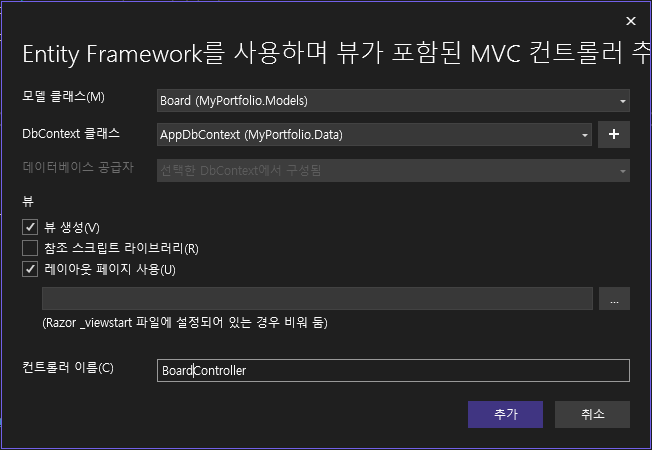 Entity Framework를 사용하며 뷰가 포함된 MVC 컨트롤러 추
모델 클래스(M)
Board (MyPortfolio.Models)
DbContext 클래스
AppDbContext (MyPortfolio.Data)
+
데이터베이스 공급자
선택한 DbContext에서 구성됨
뷰
뷰 생성(V)
참조 스크립트 라이브러리(R)
레이아웃 페이지 사용(U)
...
(Razor _viewstart 파일에 설정되어 있는 경우 비워 둠)
컨트롤러 이름(C)
BoardController
추가
취소